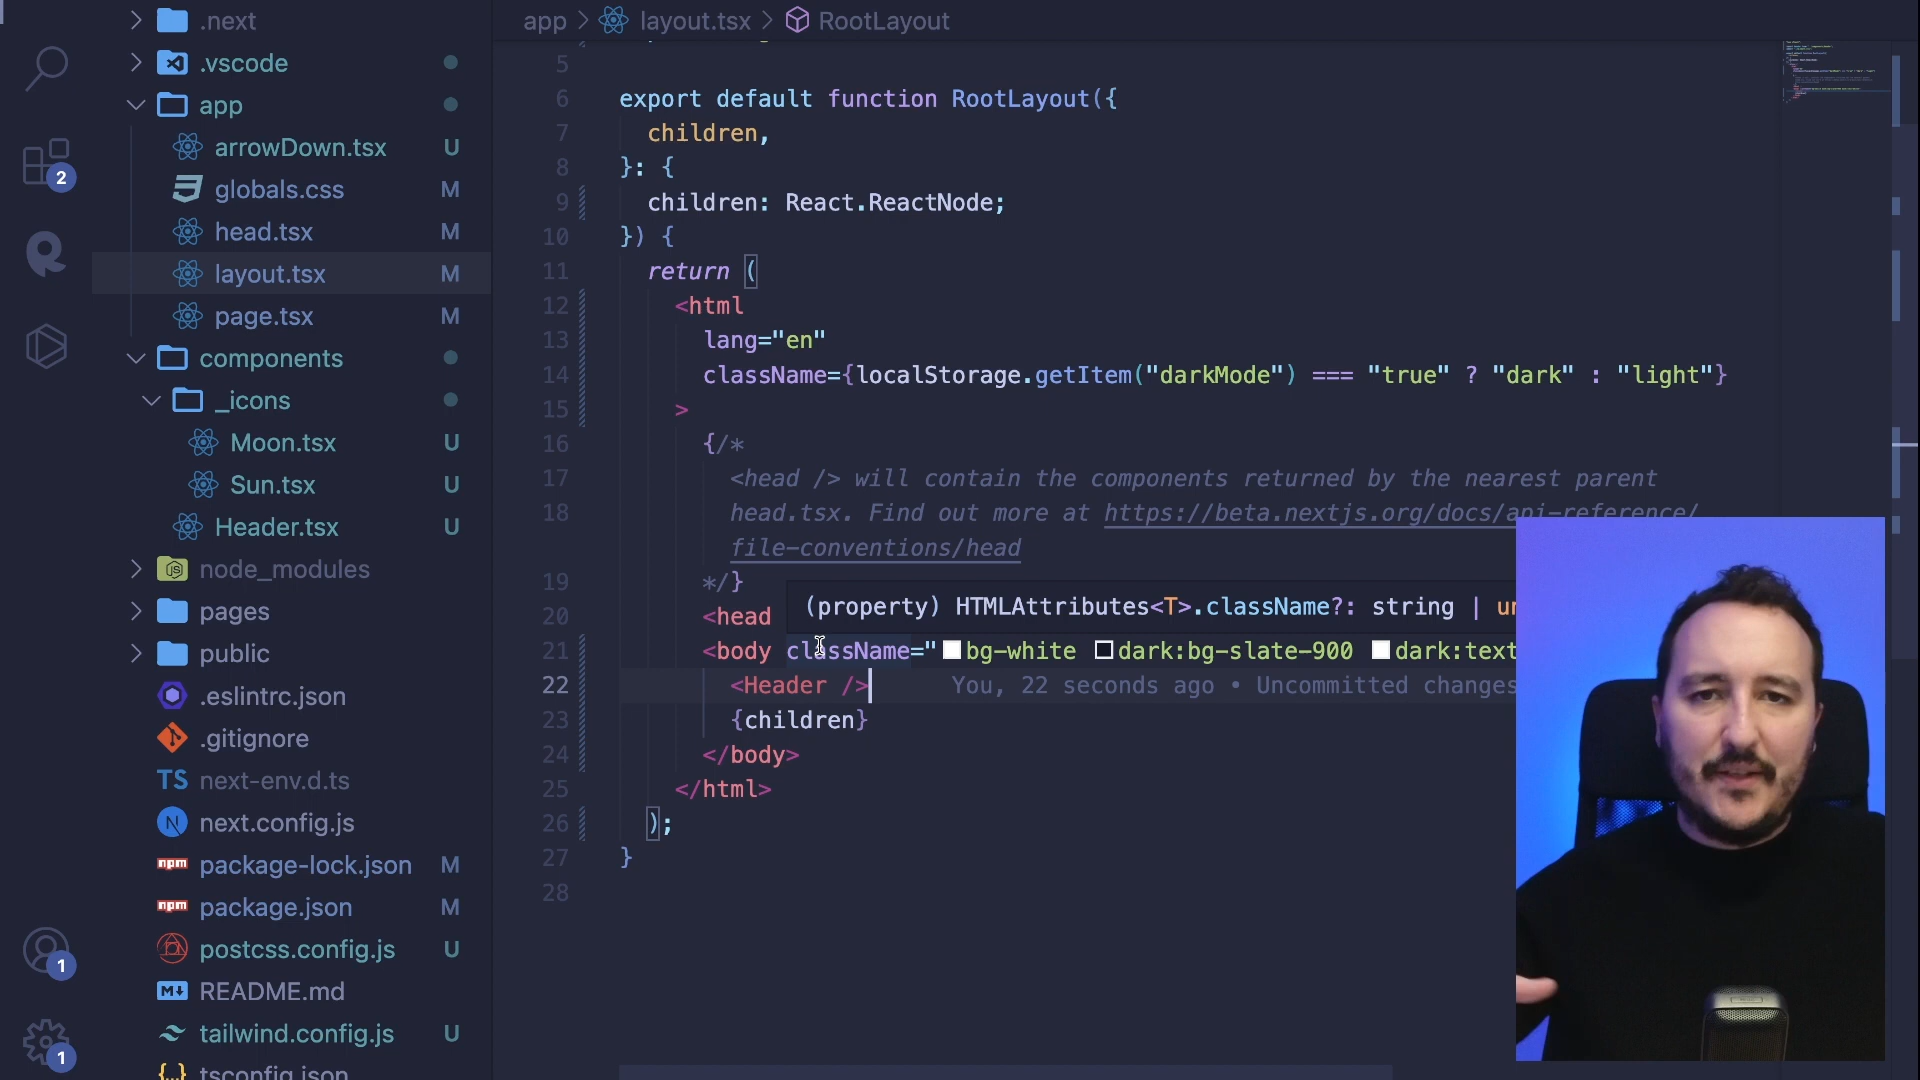 .next
.vscode
app
arrowDown.tsx U
globals.css M
head.tsx M
layout.tsx M
page.tsx M
components
_icons
Moon.tsx U
Sun.tsx U
Header.tsx U
node_modules
pages
public
.eslintrc.json
.gitignore
TS next-env.d.ts
N next.config.js
npm package-lock.json M
npm package.json M
postcss.config.js U
M↓ README.md
tailwind.config.js U
{..} tsconfig.json
2
1
1
app > layout.tsx > RootLayout
5
6 export default function RootLayout({
7 children,
8 }: {
9 children: React.ReactNode;
10 }) {
11 return (
12 <html
13 lang="en"
14 className={localStorage.getItem("darkMode") === "true" ? "dark" : "light"}
15 >
16 {/*
17 <head /> will contain the components returned by the nearest parent
18 head.tsx. Find out more at https://beta.nextjs.org/docs/api-reference/
file-conventions/head
19 */}
(property) HTMLAttributes<T>.className?: string | un
20 <head
21 <body className="bg-white dark:bg-slate-900 dark:text
22 <Header /> You, 22 seconds ago • Uncommitted changes
23 {children}
24 </body>
25 </html>
26 );
27 }
28